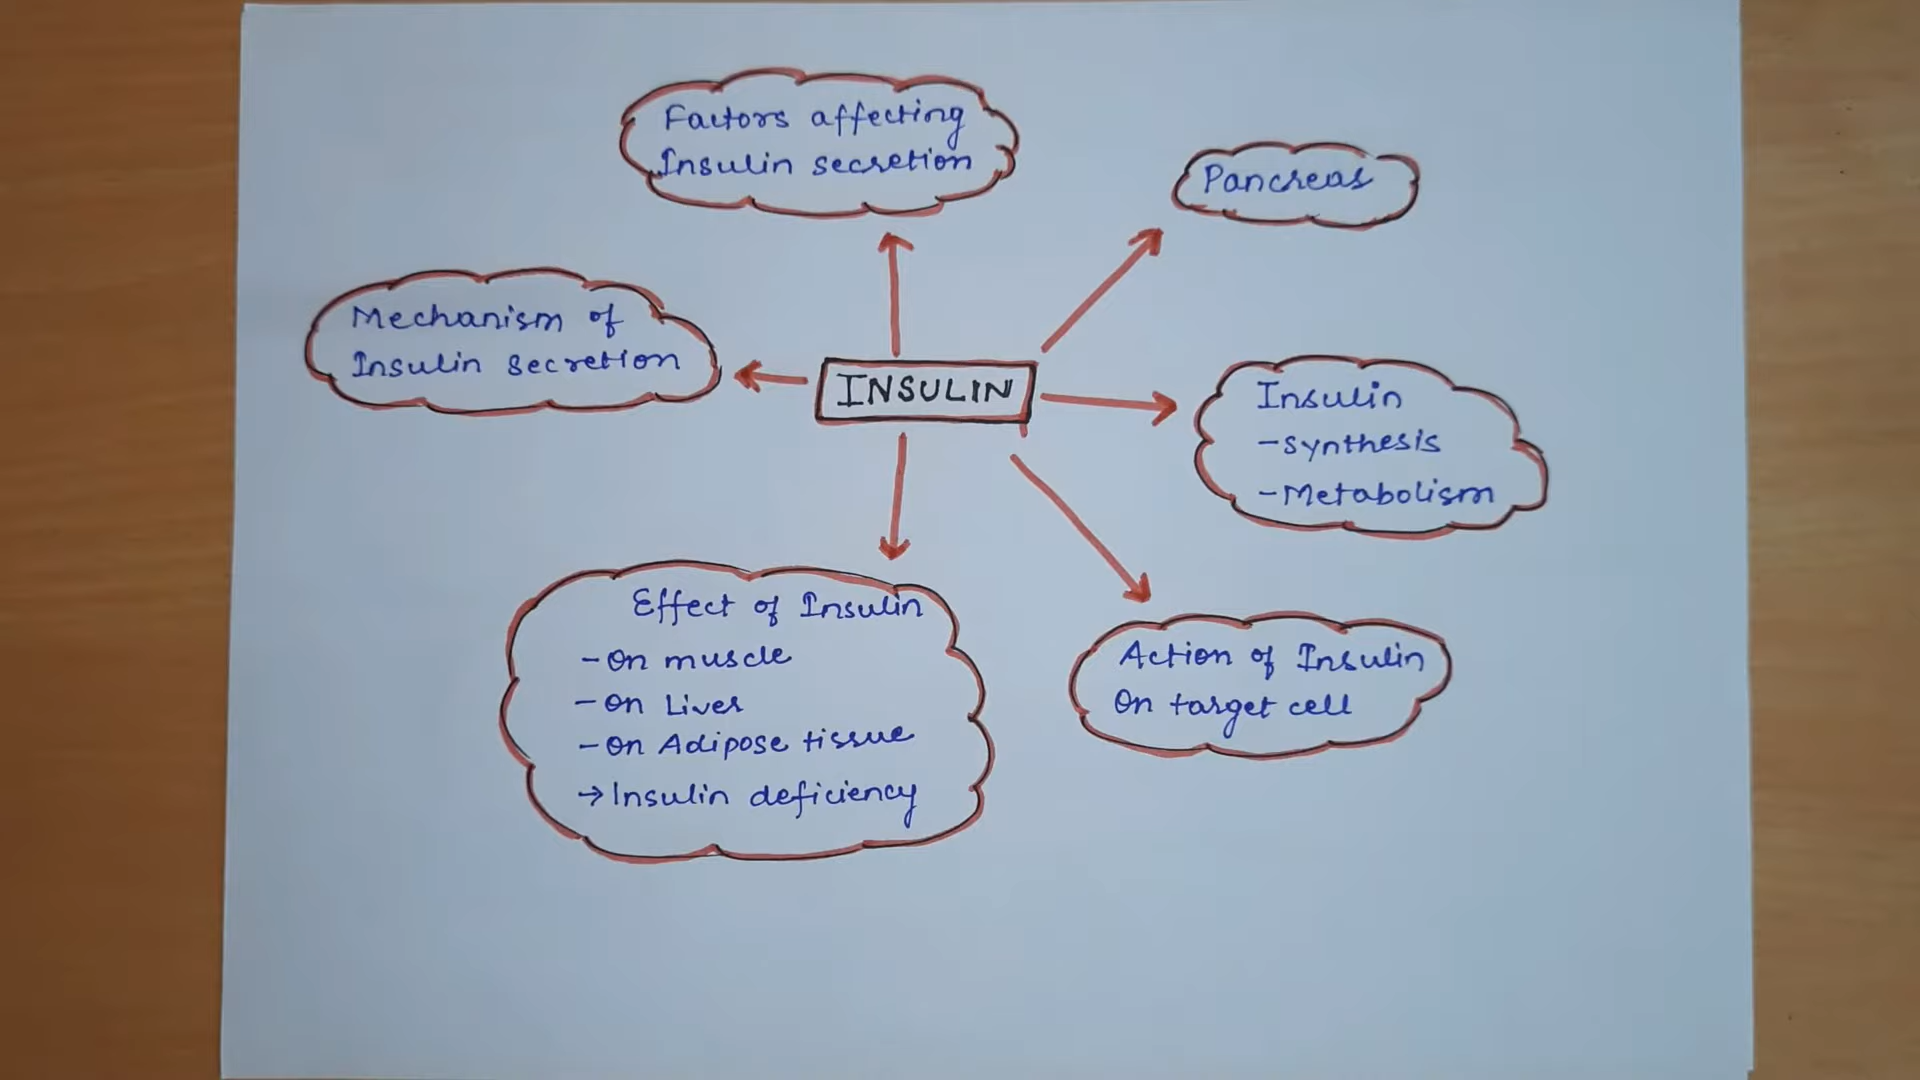 Factors affecting
Insulin secretion
Pancreas
Mechanism of
Insulin secretion
INSULIN
Insulin
-synthesis
-Metabolism
Effect of Insulin
-On muscle
-On Liver
-On Adipose tissue
→Insulin deficiency
Action of Insulin
On target cell